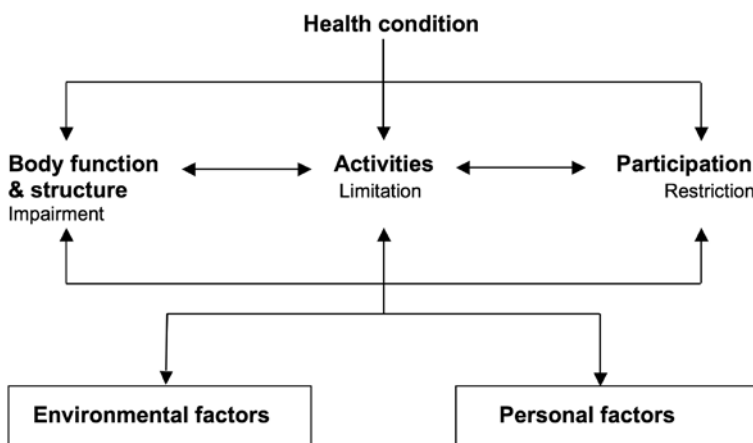 Health condition
Body function
& structure
Impairment
Activities
Limitation
Participation
Restriction
Environmental factors
Personal factors